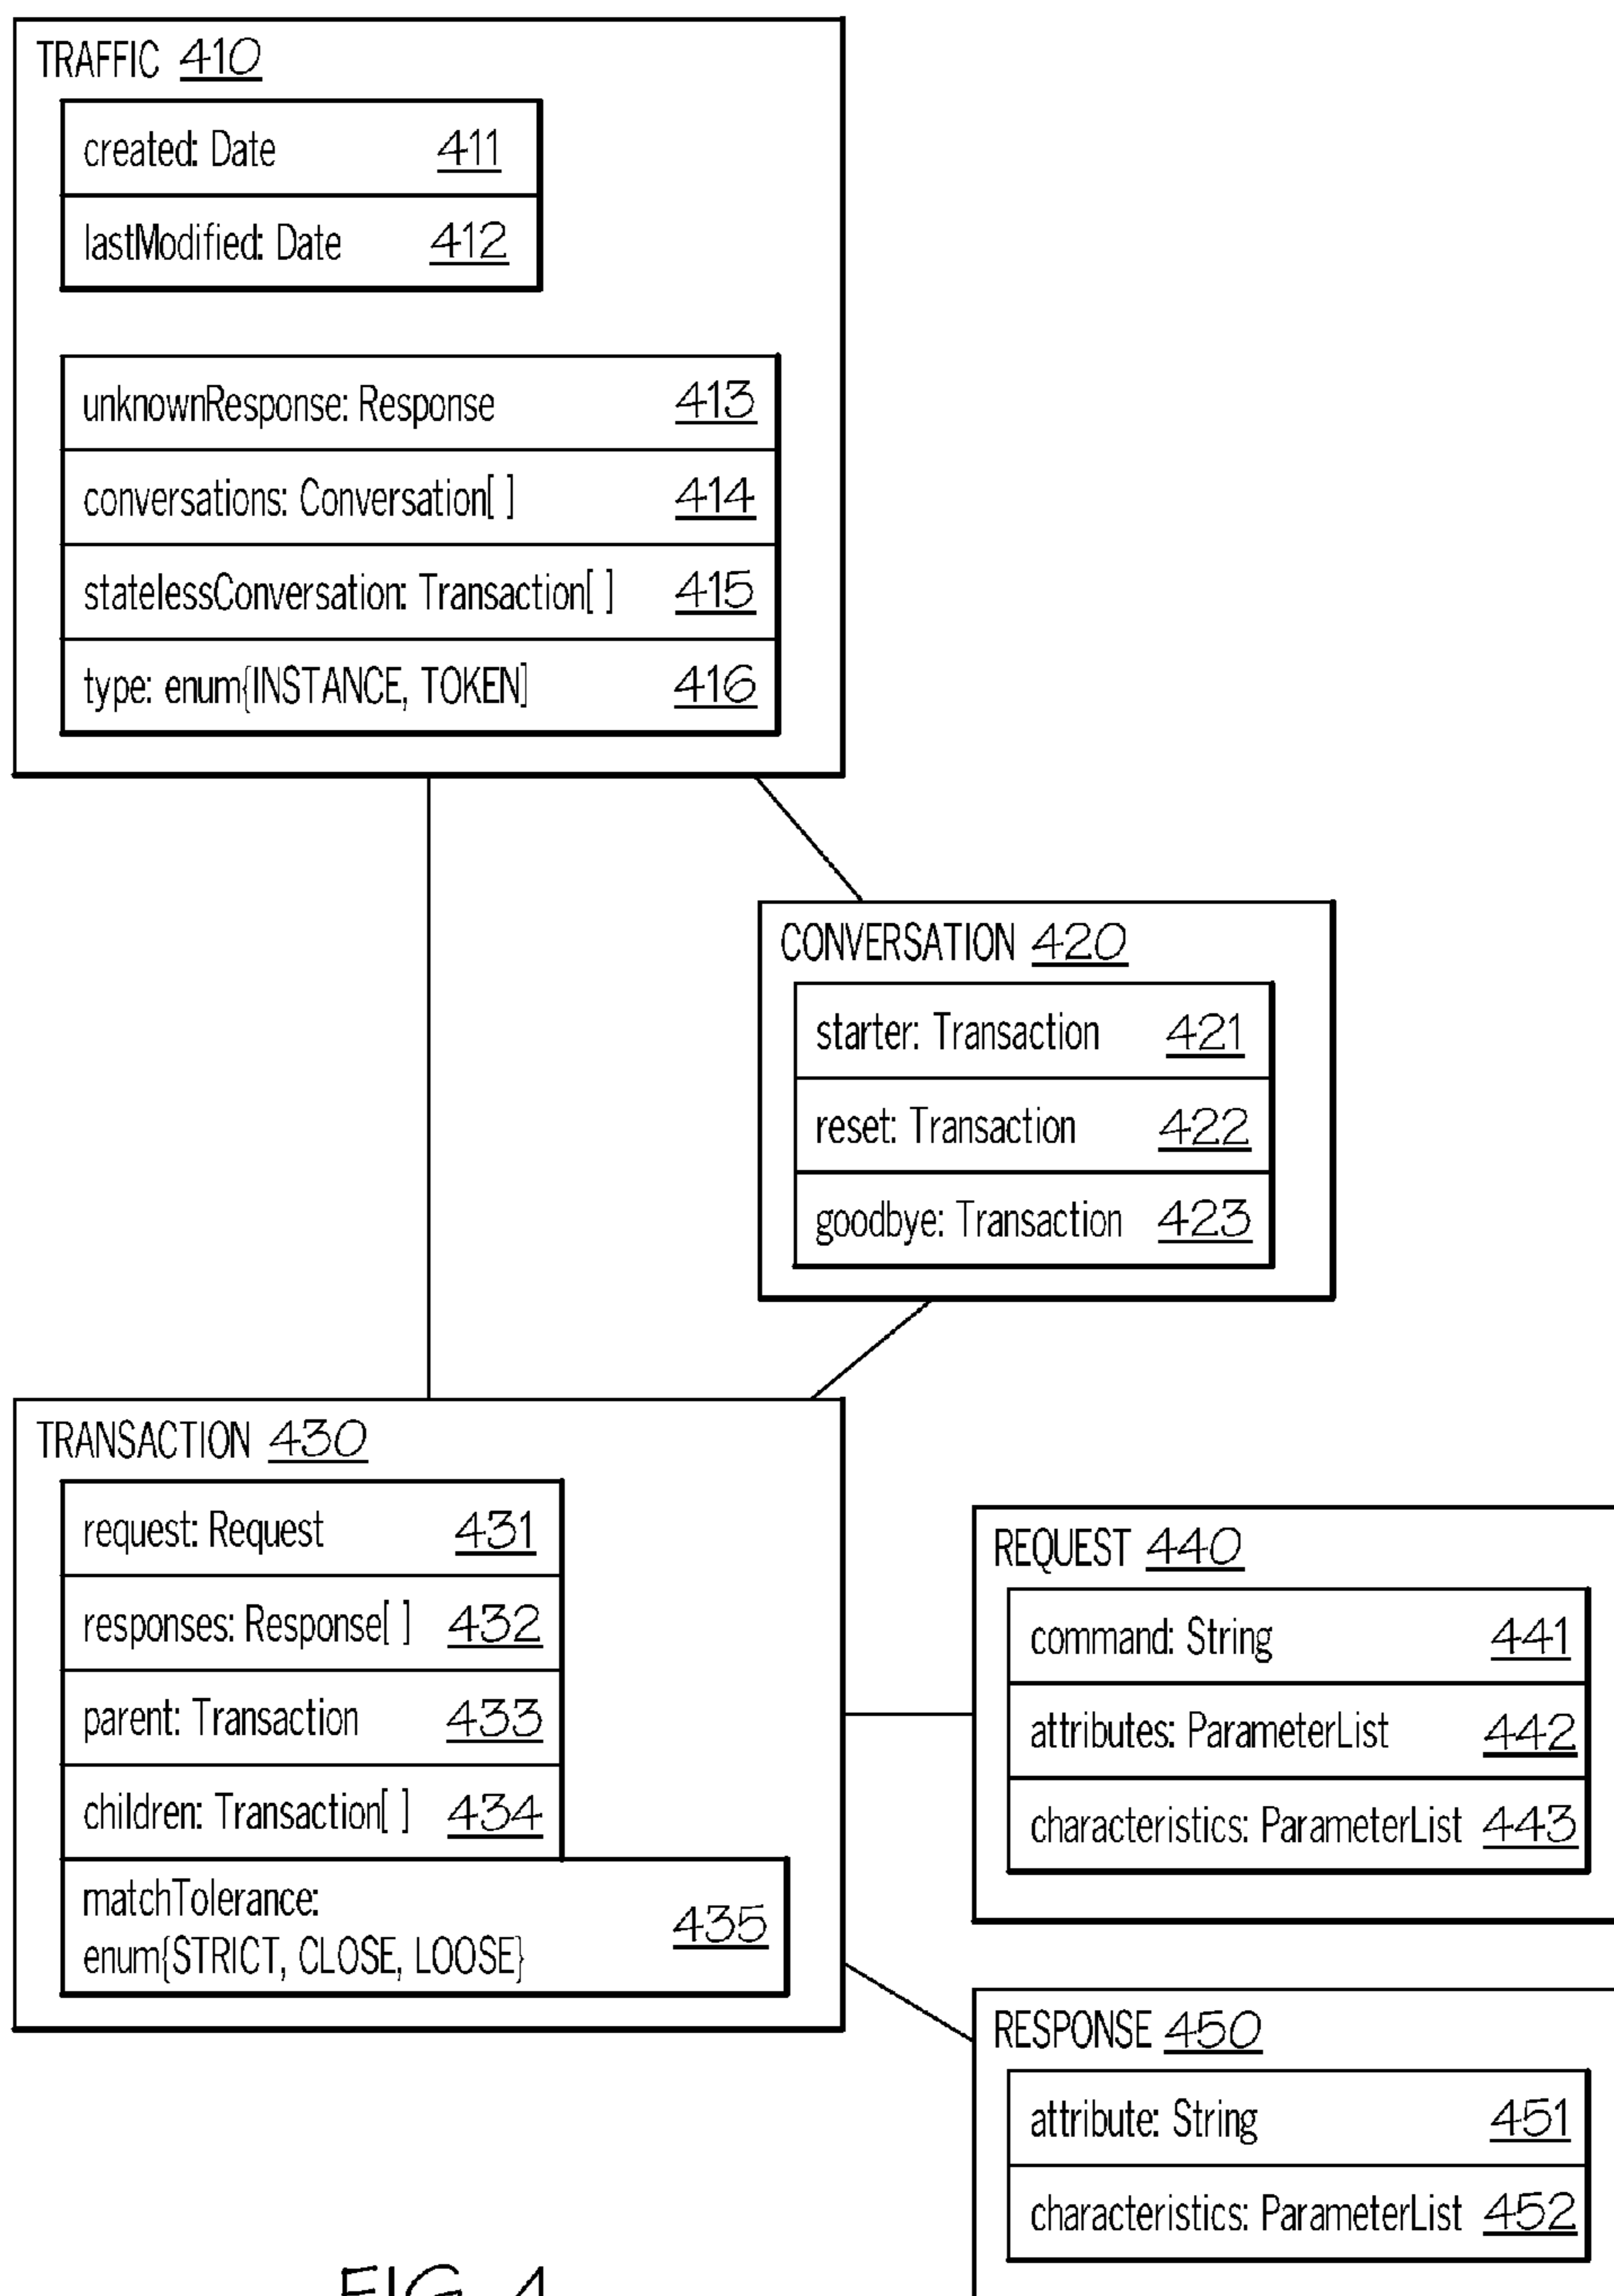 TRAFFIC 410
created: Date 411
lastModified: Date 412
unknownResponse: Response 413
conversations: Conversation[ ] 414
statelessConversation: Transaction[ ] 415
type: enum{INSTANCE, TOKEN] 416
CONVERSATION 420
starter: Transaction 421
reset: Transaction 422
goodbye: Transaction 423
TRANSACTION 430
request: Request 431
responses: Response[ ] 432
parent: Transaction 433
children: Transaction[ ] 434
matchTolerance:
enum{STRICT, CLOSE, LOOSE} 435
REQUEST 440
command: String 441
attributes: ParameterList 442
characteristics: ParameterList 443
RESPONSE 450
attribute: String 451
characteristics: ParameterList 452
FIG. 4